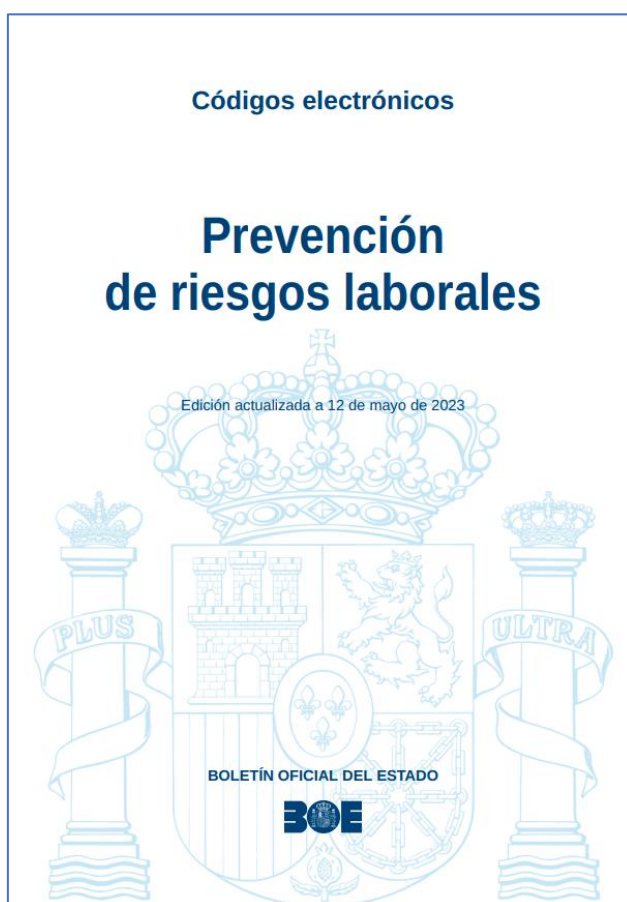 Códigos electrónicos
Prevención
de riesgos laborales
Edición actualizada a 12 de mayo de 2023
PLUS
ULTRA
BOLETÍN OFICIAL DEL ESTADO
BOE